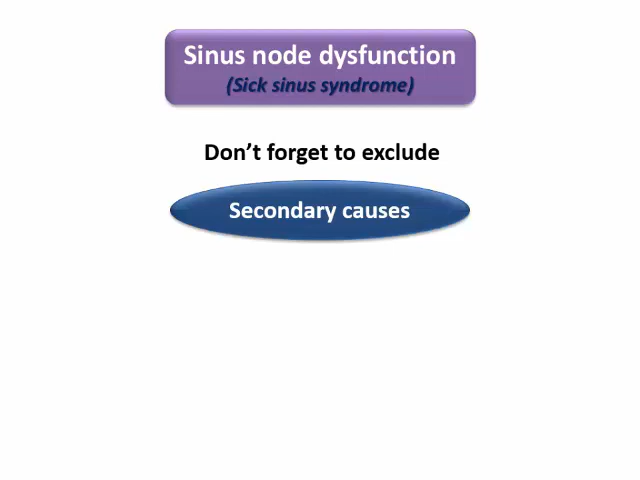 Sinus node dysfunction
(Sick sinus syndrome)
Don’t forget to exclude
Secondary causes